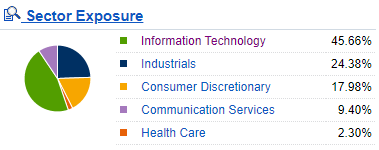 Sector Exposure
Information Technology 45.66%
Industrials 24.38%
Consumer Discretionary 17.98%
Communication Services 9.40%
Health Care 2.30%